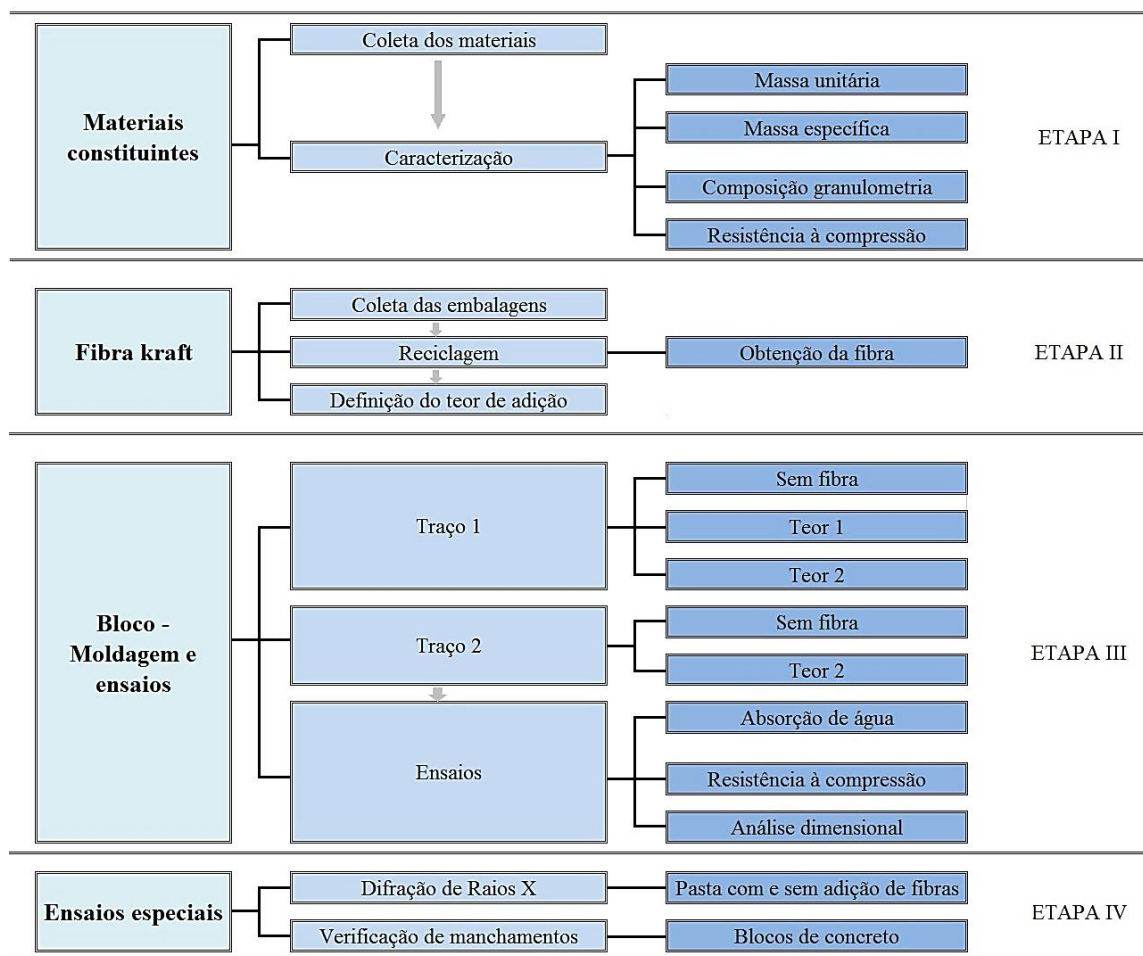 Materiais
constituintes
Coleta dos materiais
Caracterização
Massa unitária
Massa específica
Composição granulometria
Resistência à compressão
ETAPA I
Fibra kraft
Coleta das embalagens
Reciclagem
Definição do teor de adição
Obtenção da fibra
ETAPA II
Bloco -
Moldagem e
ensaios
Traço 1
Sem fibra
Teor 1
Teor 2
Traço 2
Sem fibra
Teor 2
Ensaios
Absorção de água
Resistência à compressão
Análise dimensional
ETAPA III
Ensaios especiais
Difração de Raios X
Pasta com e sem adição de fibras
Verificação de manchamentos
Blocos de concreto
ETAPA IV